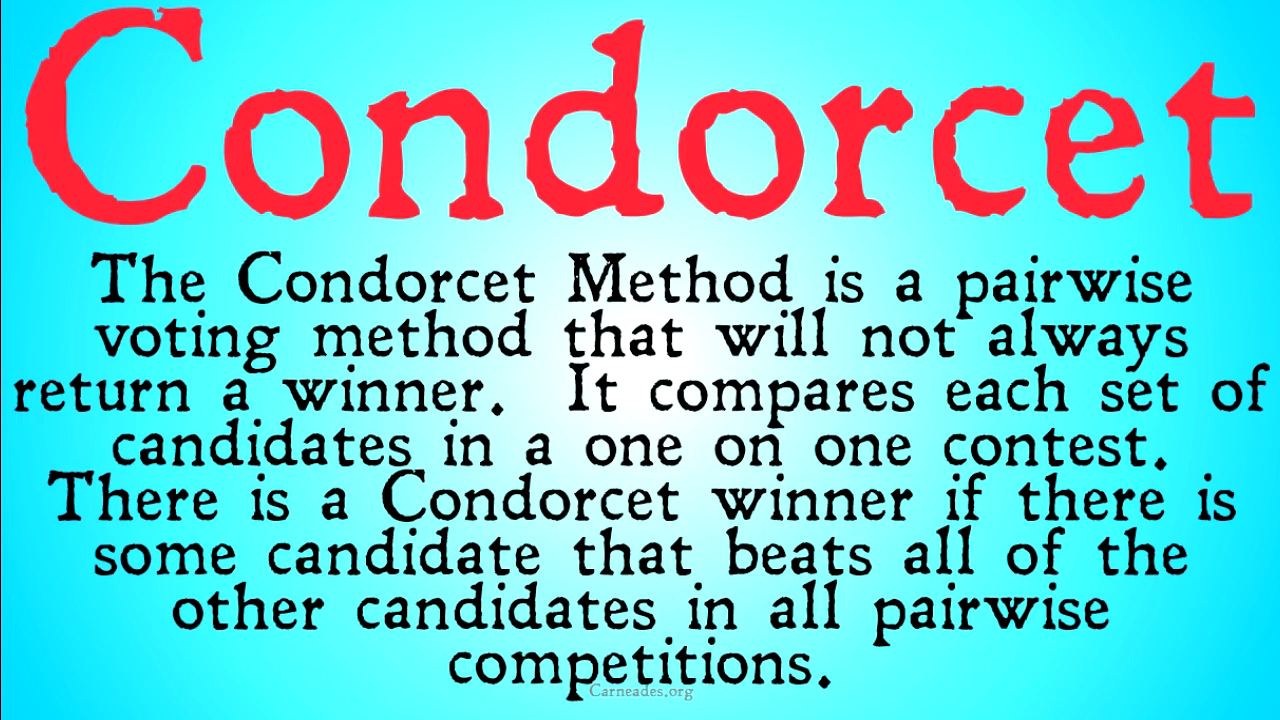 Condorcet
The Condorcet Method is a pairwise
voting method that will not always
return a winner.  It compares each set of
candidates in a one on one contest.
There is a Condorcet winner if there is
some candidate that beats all of the
other candidates in all pairwise
competitions.
Carneades.org